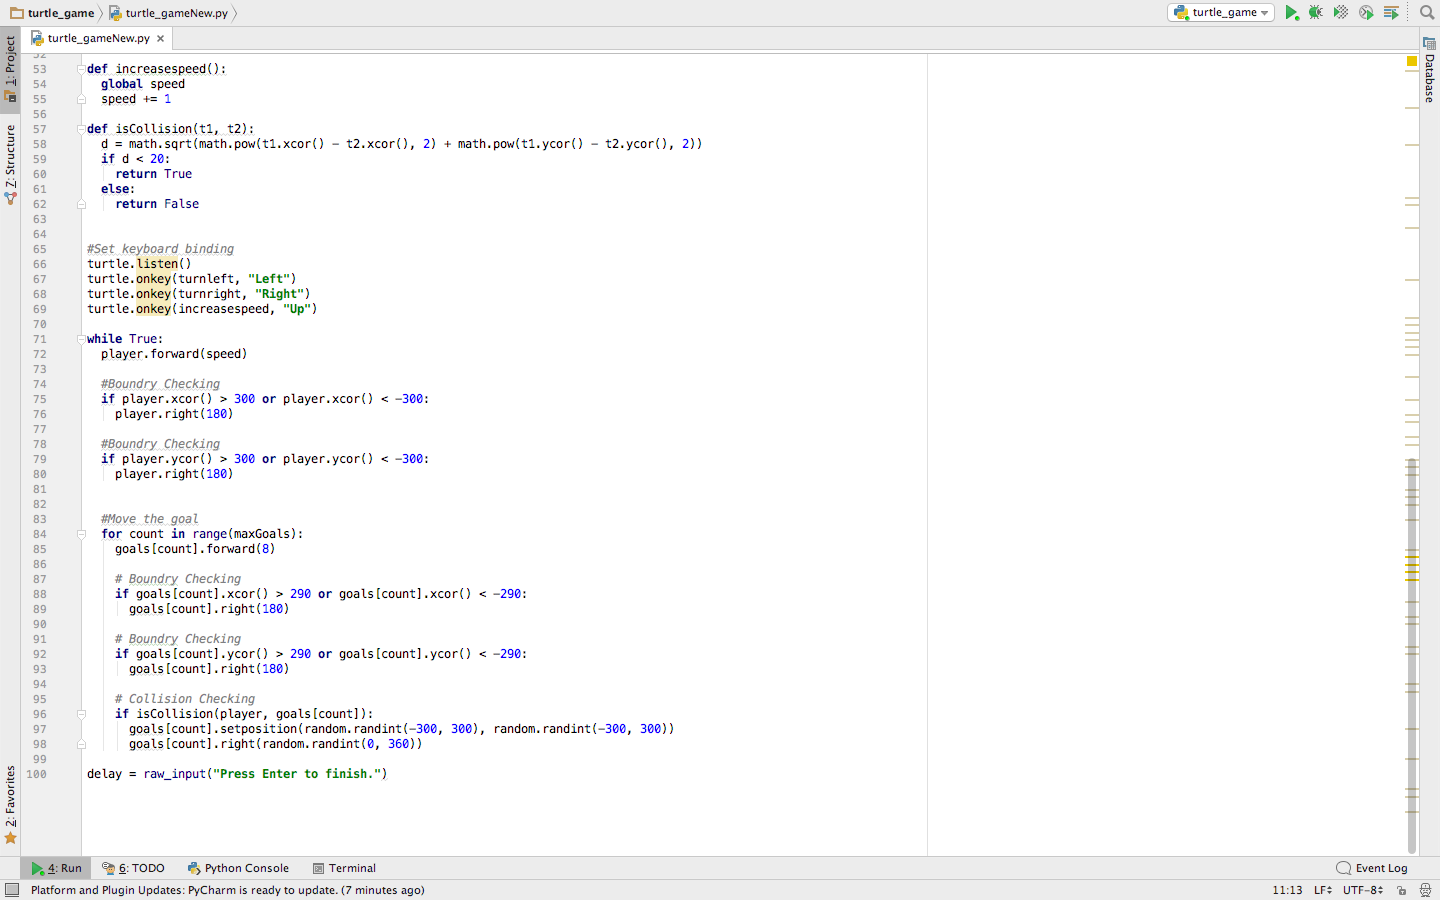 turtle_game
turtle_gameNew.py
turtle_game
turtle_gameNew.py
1: Project
Z: Structure
2: Favorites
Database
52
53 def increasespeed():
54 global speed
55 speed += 1
56
57 def isCollision(t1, t2):
58 d = math.sqrt(math.pow(t1.xcor() - t2.xcor(), 2) + math.pow(t1.ycor() - t2.ycor(), 2))
59 if d < 20:
60 return True
61 else:
62 return False
63
64
65 #Set keyboard binding
66 turtle.listen()
67 turtle.onkey(turnleft, "Left")
68 turtle.onkey(turnright, "Right")
69 turtle.onkey(increasespeed, "Up")
70
71 while True:
72 player.forward(speed)
73
74 #Boundry Checking
75 if player.xcor() > 300 or player.xcor() < -300:
76 player.right(180)
77
78 #Boundry Checking
79 if player.ycor() > 300 or player.ycor() < -300:
80 player.right(180)
81
82
83 #Move the goal
84 for count in range(maxGoals):
85 goals[count].forward(8)
86
87 # Boundry Checking
88 if goals[count].xcor() > 290 or goals[count].xcor() < -290:
89 goals[count].right(180)
90
91 # Boundry Checking
92 if goals[count].ycor() > 290 or goals[count].ycor() < -290:
93 goals[count].right(180)
94
95 # Collision Checking
96 if isCollision(player, goals[count]):
97 goals[count].setposition(random.randint(-300, 300), random.randint(-300, 300))
98 goals[count].right(random.randint(0, 360))
99
100 delay = raw_input("Press Enter to finish.")
4: Run 6: TODO Python Console Terminal Event Log
Platform and Plugin Updates: PyCharm is ready to update. (7 minutes ago) 11:13 LF UTF-8